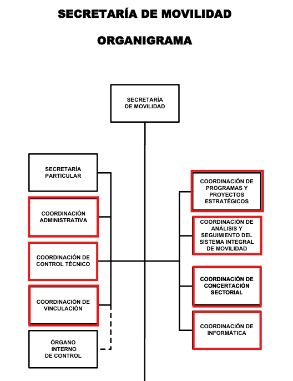 SECRETARÍA DE MOVILIDAD
ORGANIGRAMA
SECRETARÍA
DE MOVILIDAD
SECRETARÍA
PARTICULAR
COORDINACIÓN
ADMINISTRATIVA
COORDINACIÓN DE
CONTROL TÉCNICO
COORDINACIÓN DE
VINCULACIÓN
ÓRGANO
INTERNO
DE CONTROL
COORDINACIÓN DE
PROGRAMAS Y
PROYECTOS
ESTRATÉGICOS
COORDINACIÓN DE
ANÁLISIS Y
SEGUIMIENTO DEL
SISTEMA INTEGRAL
DE MOVILIDAD
COORDINACIÓN DE
CONCERTACIÓN
SECTORIAL
COORDINACIÓN DE
INFORMÁTICA